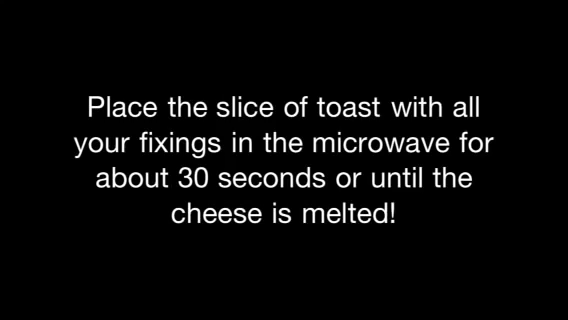 Place the slice of toast with all
your fixings in the microwave for
about 30 seconds or until the
cheese is melted!